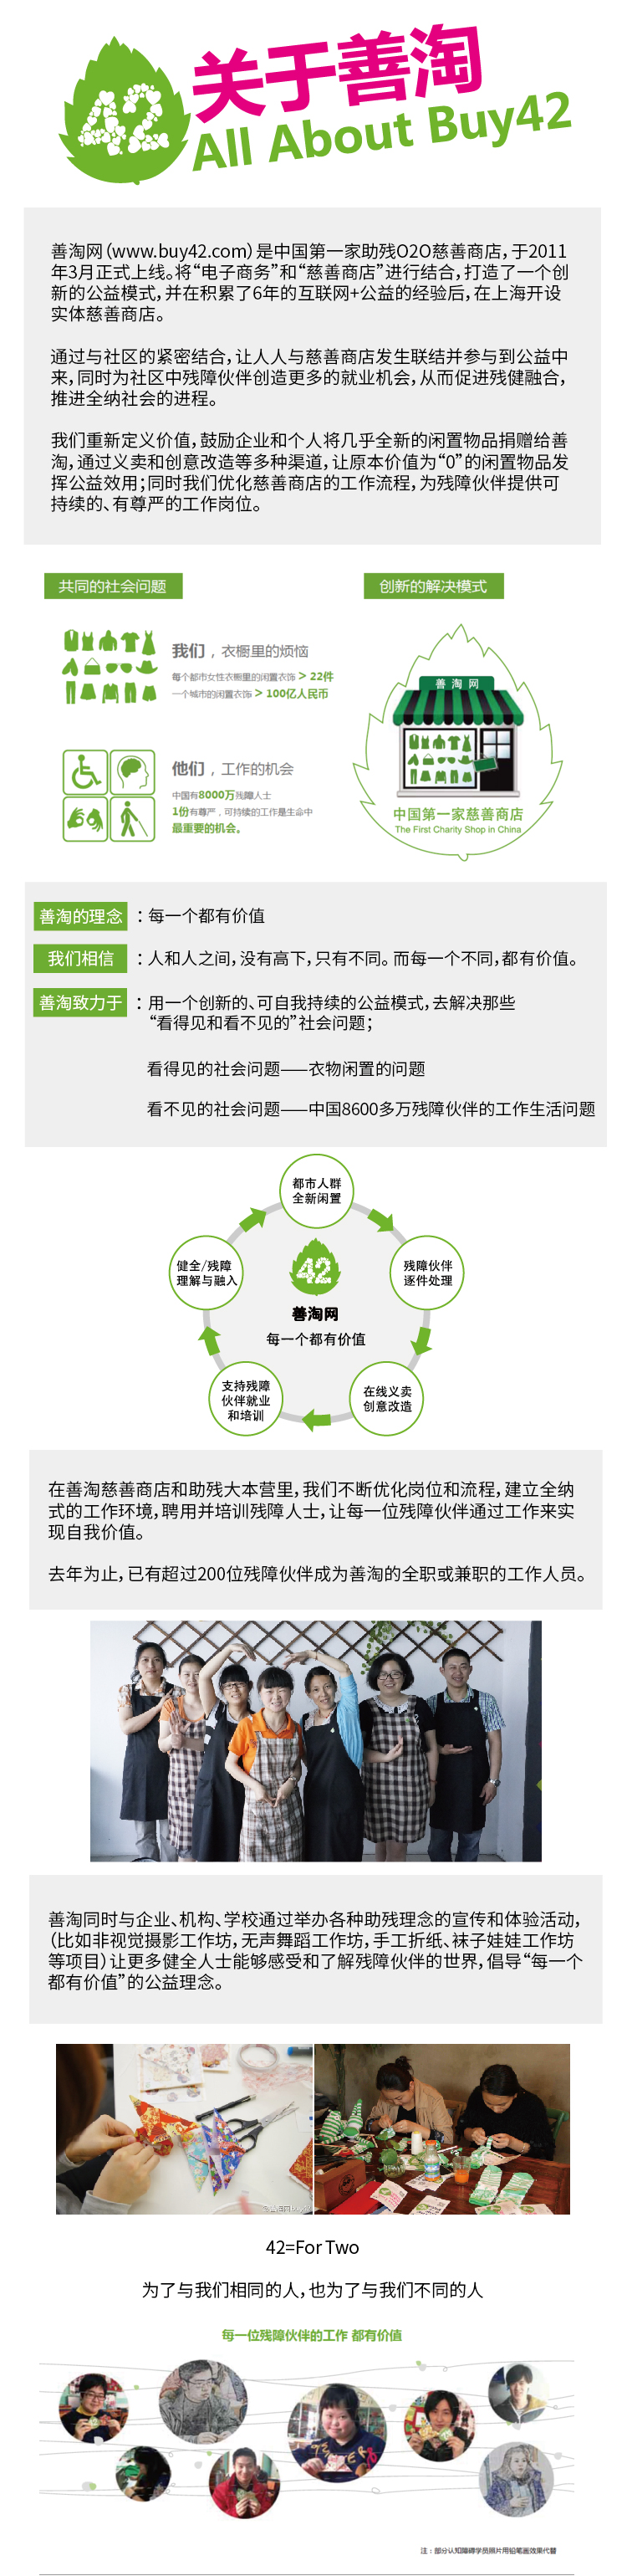 42
关于善淘
All About Buy42
善淘网（www.buy42.com）是中国第一家助残O2O慈善商店，于2011
年3月正式上线。将“电子商务”和“慈善商店”进行结合，打造了一个创
新的公益模式，并在积累了6年的互联网+公益的经验后，在上海开设
实体慈善商店。
通过与社区的紧密结合，让人人与慈善商店发生联结并参与到公益中
来，同时为社区中残障伙伴创造更多的就业机会，从而促进残健融合，
推进全纳社会的进程。
我们重新定义价值，鼓励企业和个人将几乎全新的闲置物品捐赠给善
淘，通过义卖和创意改造等多种渠道，让原本价值为“0”的闲置物品发
挥公益效用；同时我们优化慈善商店的工作流程，为残障伙伴提供可
持续的、有尊严的工作岗位。
共同的社会问题
我们，衣橱里的烦恼
每个都市女性衣橱里的闲置衣饰 > 22件
一个城市的闲置衣饰 > 100亿人民币
他们，工作的机会
中国有8000万残障人士
1份有尊严，可持续的工作是生命中
最重要的机会。
创新的解决模式
善 淘 网
中国第一家慈善商店
The First Charity Shop in China
善淘的理念：每一个都有价值
我们相信：人和人之间，没有高下，只有不同。而每一个不同，都有价值。
善淘致力于：用一个创新的、可自我持续的公益模式，去解决那些
“看得见和看不见的”社会问题；
看得见的社会问题——衣物闲置的问题
看不见的社会问题——中国8600多万残障伙伴的工作生活问题
都市人群
全新闲置
残障伙伴
逐件处理
在线义卖
创意改造
支持残障
伙伴就业
和培训
健全/残障
理解与融入
42
善淘网
每一个都有价值
在善淘慈善商店和助残大本营里，我们不断优化岗位和流程，建立全纳
式的工作环境，聘用并培训残障人士，让每一位残障伙伴通过工作来实
现自我价值。
去年为止，已有超过200位残障伙伴成为善淘的全职或兼职的工作人员。
善淘同时与企业、机构、学校通过举办各种助残理念的宣传和体验活动，
（比如非视觉摄影工作坊，无声舞蹈工作坊，手工折纸、袜子娃娃工作坊
等项目）让更多健全人士能够感受和了解残障伙伴的世界，倡导“每一个
都有价值”的公益理念。
42=For Two
为了与我们相同的人，也为了与我们不同的人
每一位残障伙伴的工作 都有价值
注：部分认知障碍学员照片用铅笔画效果代替